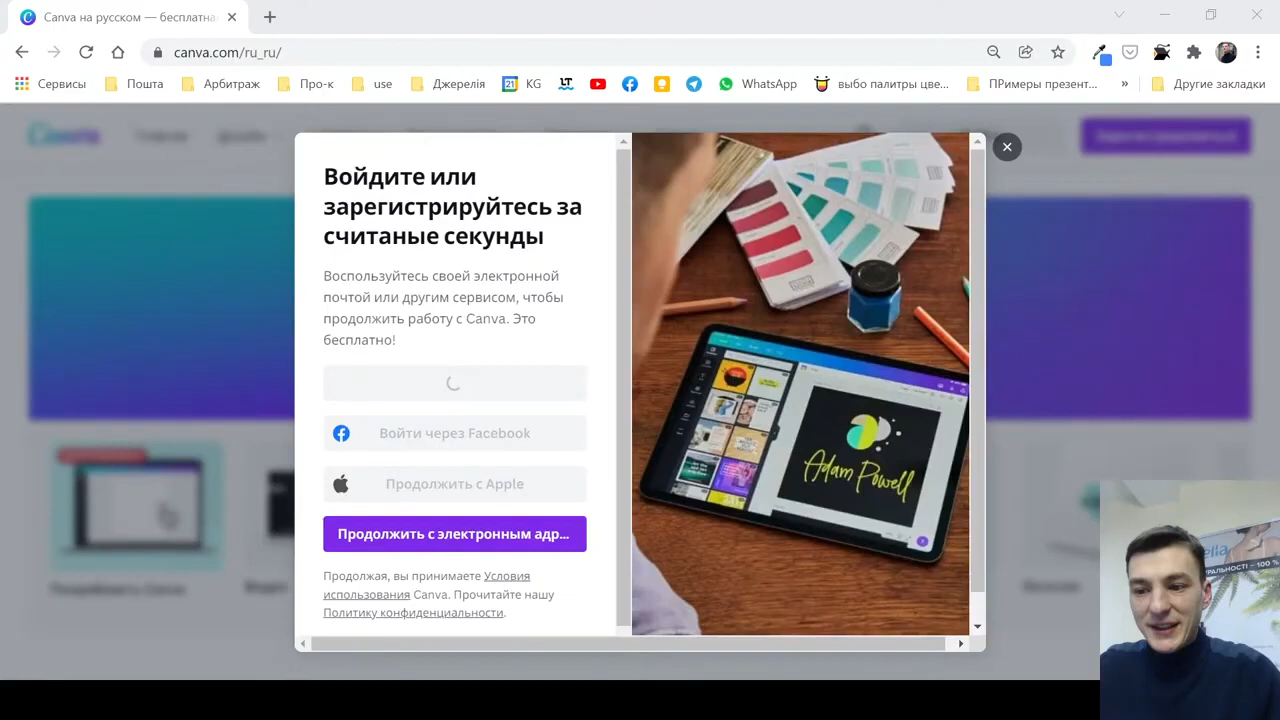 Canva на русском — бесплатна
canva.com/ru_ru/
Сервисы
Пошта
Арбитраж
Про-к
use
Джерелія
21
KG
LT
WhatsApp
выбо палитры цве...
ПРимеры презент...
»
Другие закладки
Войдите или
зарегистрируйтесь за
считаные секунды
Воспользуйтесь своей электронной
почтой или другим сервисом, чтобы
продолжить работу с Canva. Это
бесплатно!
Войти через Facebook
Продолжить с Apple
Продолжить с электронным адр...
Продолжая, вы принимаете Условия
использования Canva. Прочитайте нашу
Политику конфиденциальности.
Adam Powell